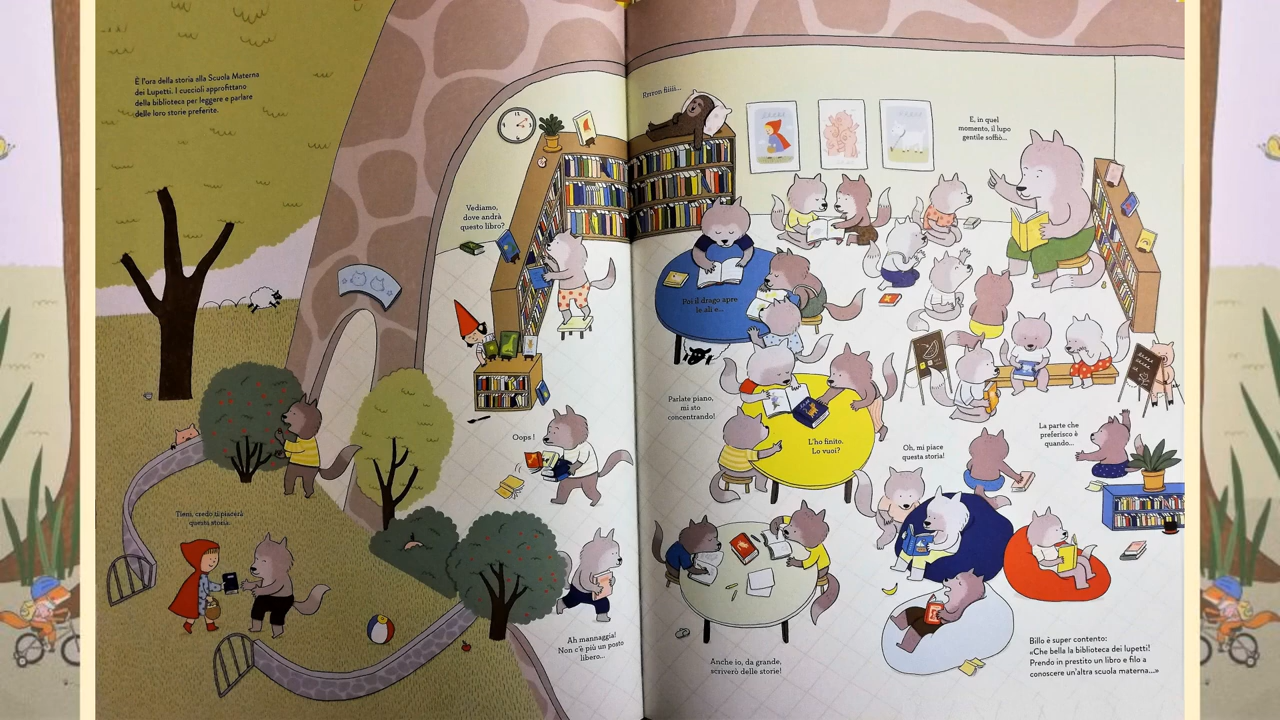 È l'ora della storia alla Scuola Materna
dei Lupetti. I cuccioli approfittano
della biblioteca per leggere e parlare
delle loro storie preferite.
Vediamo,
dove andrà
questo libro?
Oops !
Tieni, credo ti piacerà
questa storia...
Ah mannaggia!
Non c'è più un posto
libero...
Rrrron fiiiii...
E, in quel
momento, il lupo
gentile soffiò...
Poi il drago apre
le ali e...
Parlate piano,
mi sto
concentrando!
L'ho finito.
Lo vuoi?
Oh, mi piace
questa storia!
La parte che
preferisco è
quando...
Anche io, da grande,
scriverò delle storie!
Billo è super contento:
«Che bella la biblioteca dei lupetti!
Prendo in prestito un libro e filo a
conoscere un'altra scuola materna...»